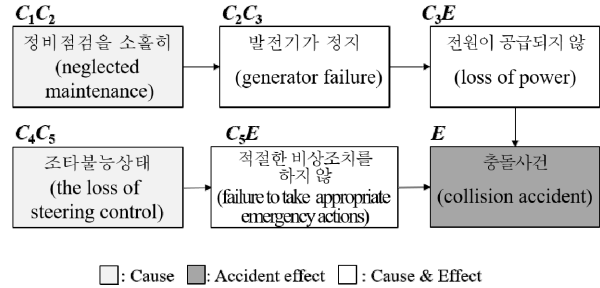 C₁C₂
정비점검을 소홀히
(neglected
maintenance)
C₂C₃
발전기가 정지
(generator failure)
C₃E
전원이 공급되지 않
(loss of power)
C₄C₅
조타불능상태
(the loss of
steering control)
C₅E
적절한 비상조치를
하지 않
(failure to take appropriate
emergency actions)
E
충돌사건
(collision accident)
: Cause
: Accident effect
: Cause & Effect